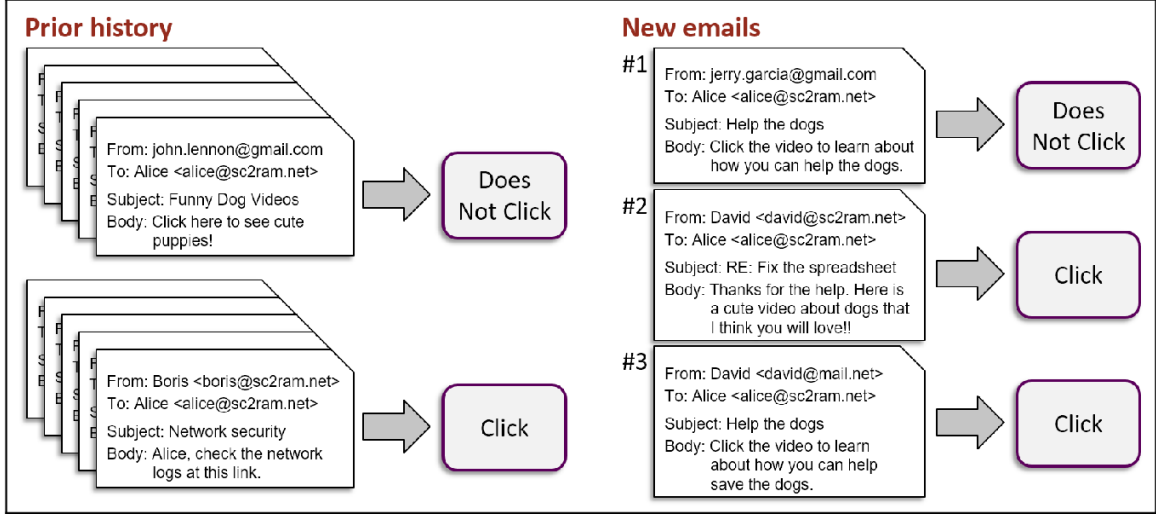 Prior history
From: john.lennon@gmail.com
To: Alice <alice@sc2ram.net>
Subject: Funny Dog Videos
Body: Click here to see cute
puppies!
Does
Not Click
From: Boris <boris@sc2ram.net>
To: Alice <alice@sc2ram.net>
Subject: Network security
Body: Alice, check the network
logs at this link.
Click
New emails
#1
From: jerry.garcia@gmail.com
To: Alice <alice@sc2ram.net>
Subject: Help the dogs
Body: Click the video to learn about
how you can help the dogs.
Does
Not Click
#2
From: David <david@sc2ram.net>
To: Alice <alice@sc2ram.net>
Subject: RE: Fix the spreadsheet
Body: Thanks for the help. Here is
a cute video about dogs that
I think you will love!!
Click
#3
From: David <david@mail.net>
To: Alice <alice@sc2ram.net>
Subject: Help the dogs
Body: Click the video to learn
about how you can help
save the dogs.
Click